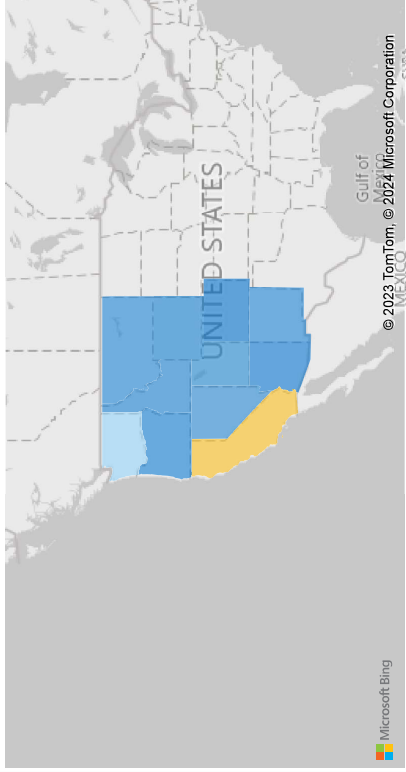 UNITED STATES
Gulf of
Mexico
MEXICO
Microsoft Bing
© 2023 TomTom, © 2024 Microsoft Corporation